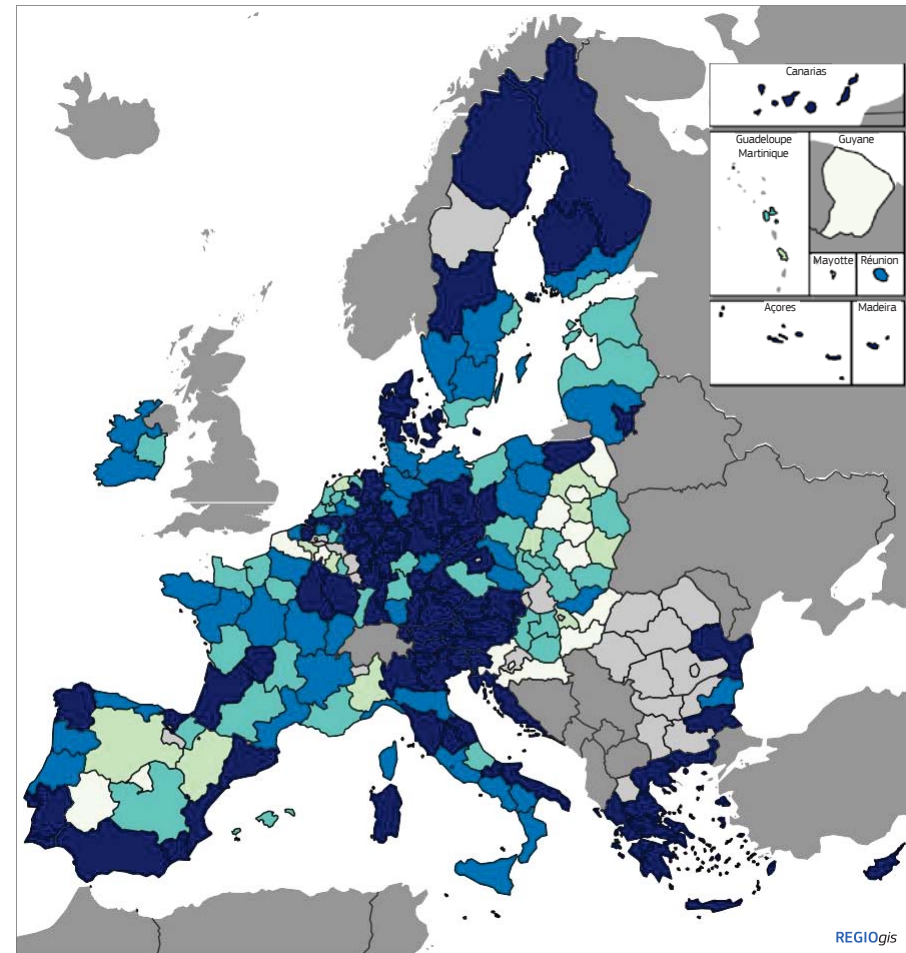 Canarias
Guadeloupe
Martinique
Guyane
Mayotte
Réunion
Açores
Madeira
REGIOgis